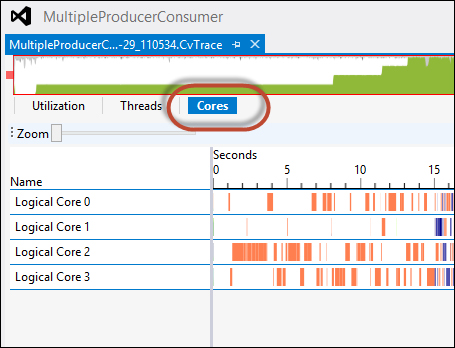 MultipleProducerConsumer
MultipleProducerC...-29_110534.CvTrace
Utilization Threads Cores
Zoom
Seconds
0 5 10 15
Name
Logical Core 0
Logical Core 1
Logical Core 2
Logical Core 3